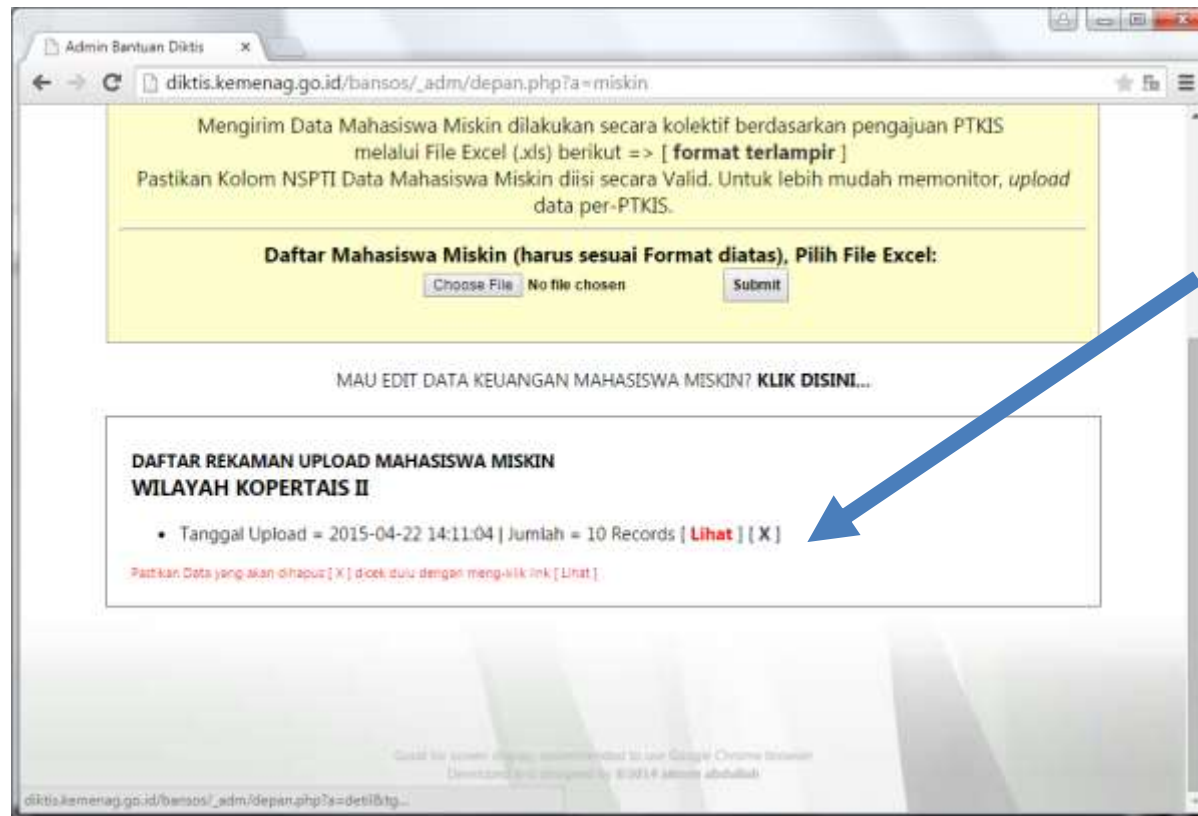 Admin Bantuan Diktis
diktis.kemenag.go.id/bansos/_adm/depan.php?a=miskin
Mengirim Data Mahasiswa Miskin dilakukan secara kolektif berdasarkan pengajuan PTKIS
melalui File Excel (.xls) berikut => [ format terlampir ]
Pastikan Kolom NSPTI Data Mahasiswa Miskin diisi secara Valid. Untuk lebih mudah memonitor, upload
data per-PTKIS.
Daftar Mahasiswa Miskin (harus sesuai Format diatas), Pilih File Excel:
Choose File No file chosen Submit
MAU EDIT DATA KEUANGAN MAHASISWA MISKIN? KLIK DISINI...
DAFTAR REKAMAN UPLOAD MAHASISWA MISKIN
WILAYAH KOPERTAIS II
• Tanggal Upload = 2015-04-22 14:11:04 | Jumlah = 10 Records [ Lihat ] [ X ]
Pastikan Data yang akan dihapus [ X ] dicek dulu dengan meng-klik link [ Lihat ]
to use Google Chrome browser
diktis.kemenag.go.id/bansos/_adm/depan.php?a=detil&tg...